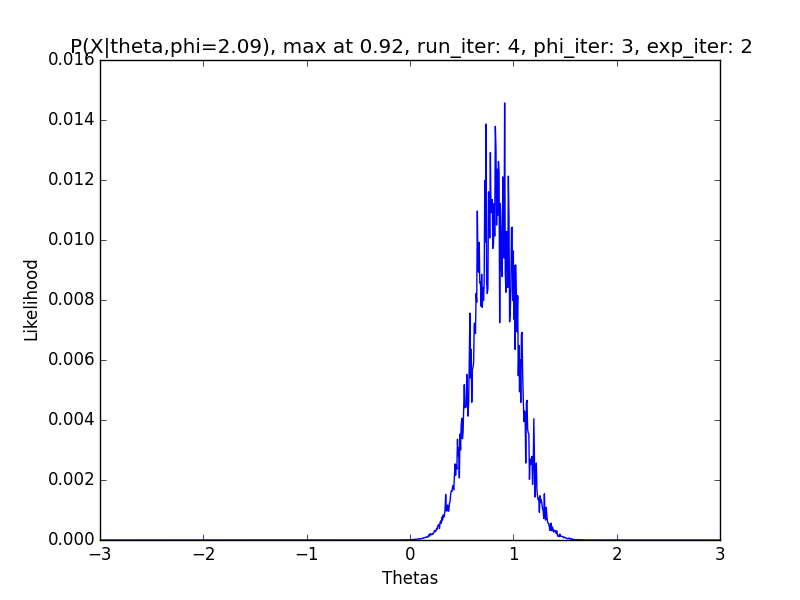 P(X|theta,phi=2.09), max at 0.92, run_iter: 4, phi_iter: 3, exp_iter: 2
0.016
0.014
0.012
0.010
0.008
0.006
0.004
0.002
0.000
Likelihood
−3 −2 −1 0 1 2 3
Thetas